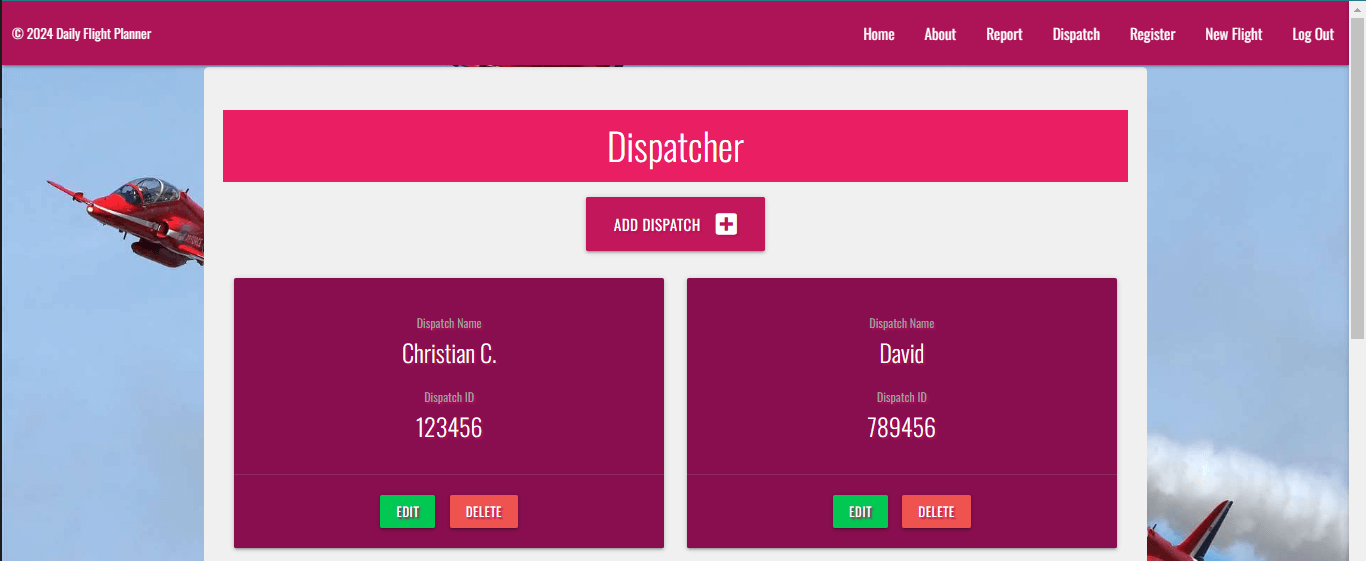 © 2024 Daily Flight Planner
Home About Report Dispatch Register New Flight Log Out
Dispatcher
ADD DISPATCH
Dispatch Name
Christian C.
Dispatch ID
123456
EDIT DELETE
Dispatch Name
David
Dispatch ID
789456
EDIT DELETE